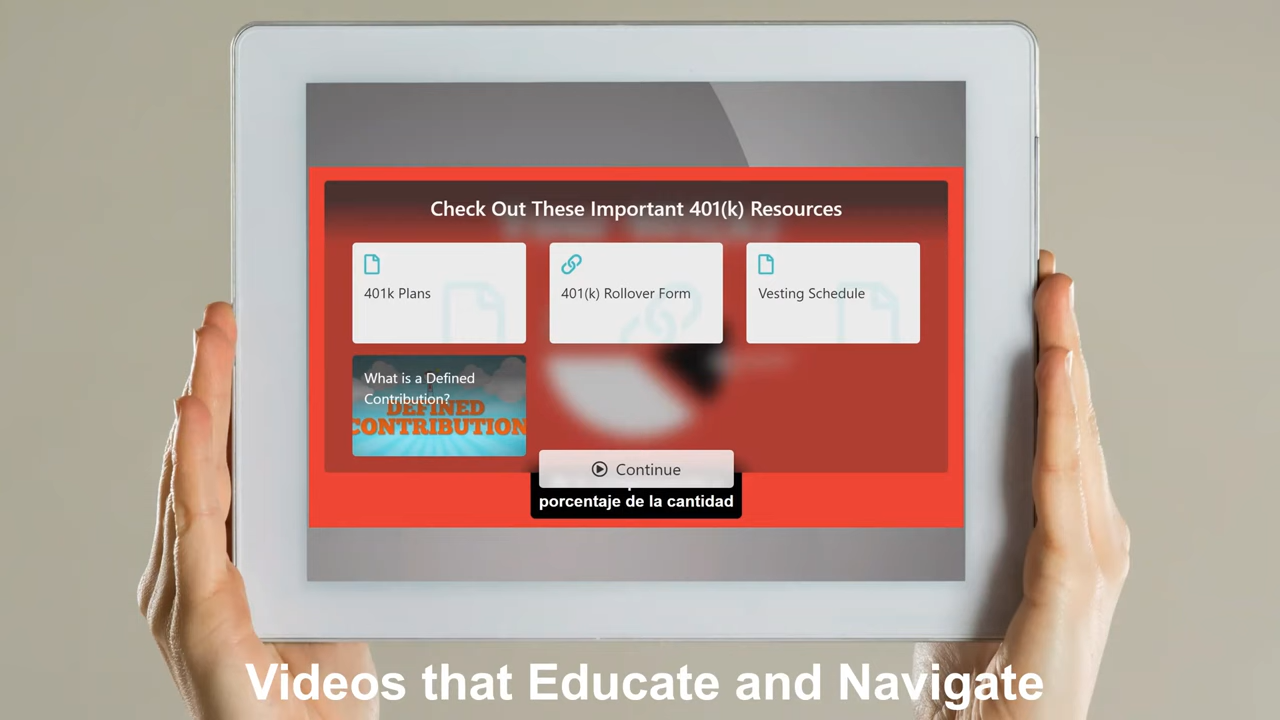 Check Out These Important 401(k) Resources
401k Plans
401(k) Rollover Form
Vesting Schedule
What is a Defined
Contribution?
DEFINED
CONTRIBUTION
Continue
porcentaje de la cantidad
Videos that Educate and Navigate